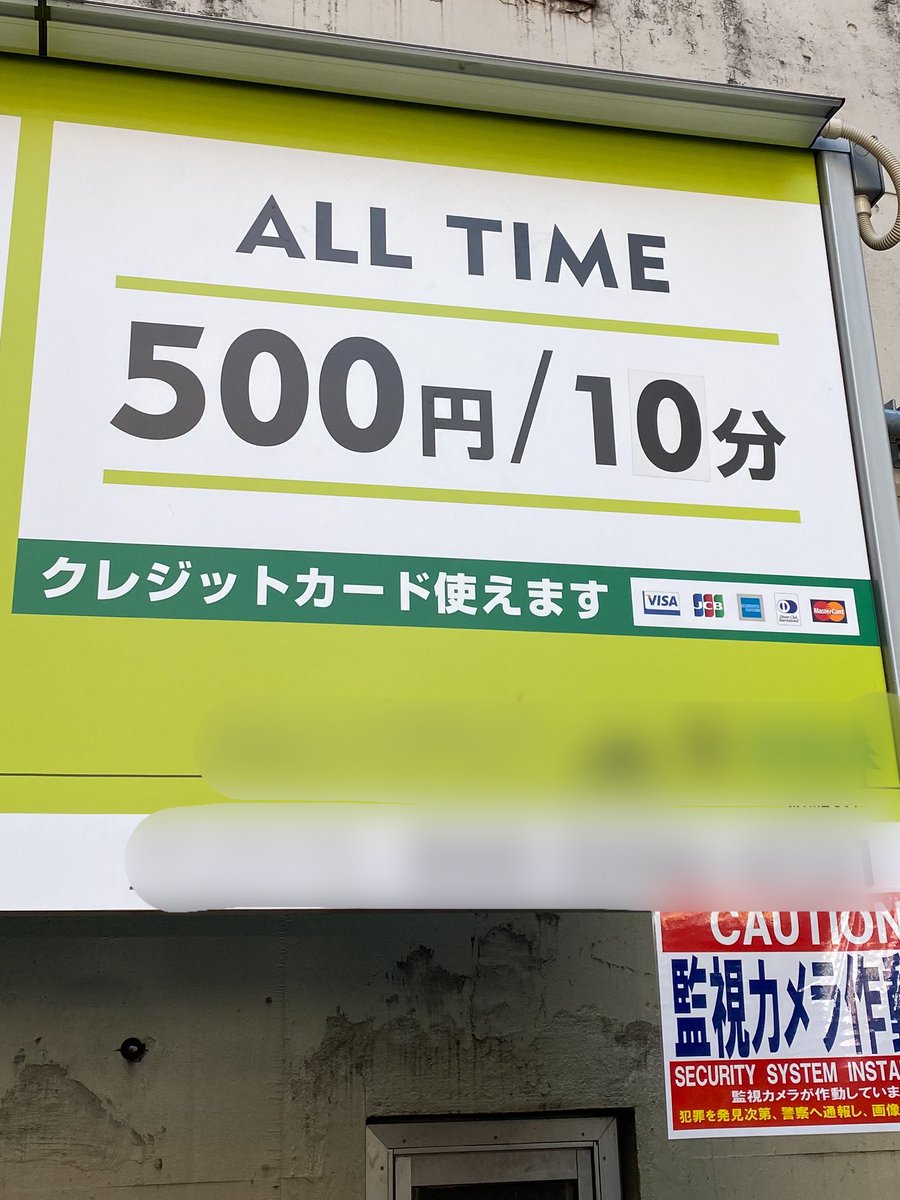 ALL TIME
500円/10分
クレジットカード使えます VISA JCB MasterCard
CAUTION
監視カメラ作動
SECURITY SYSTEM INSTA
監視カメラが作動していま
犯罪を発見次第、警察へ通報し、画像